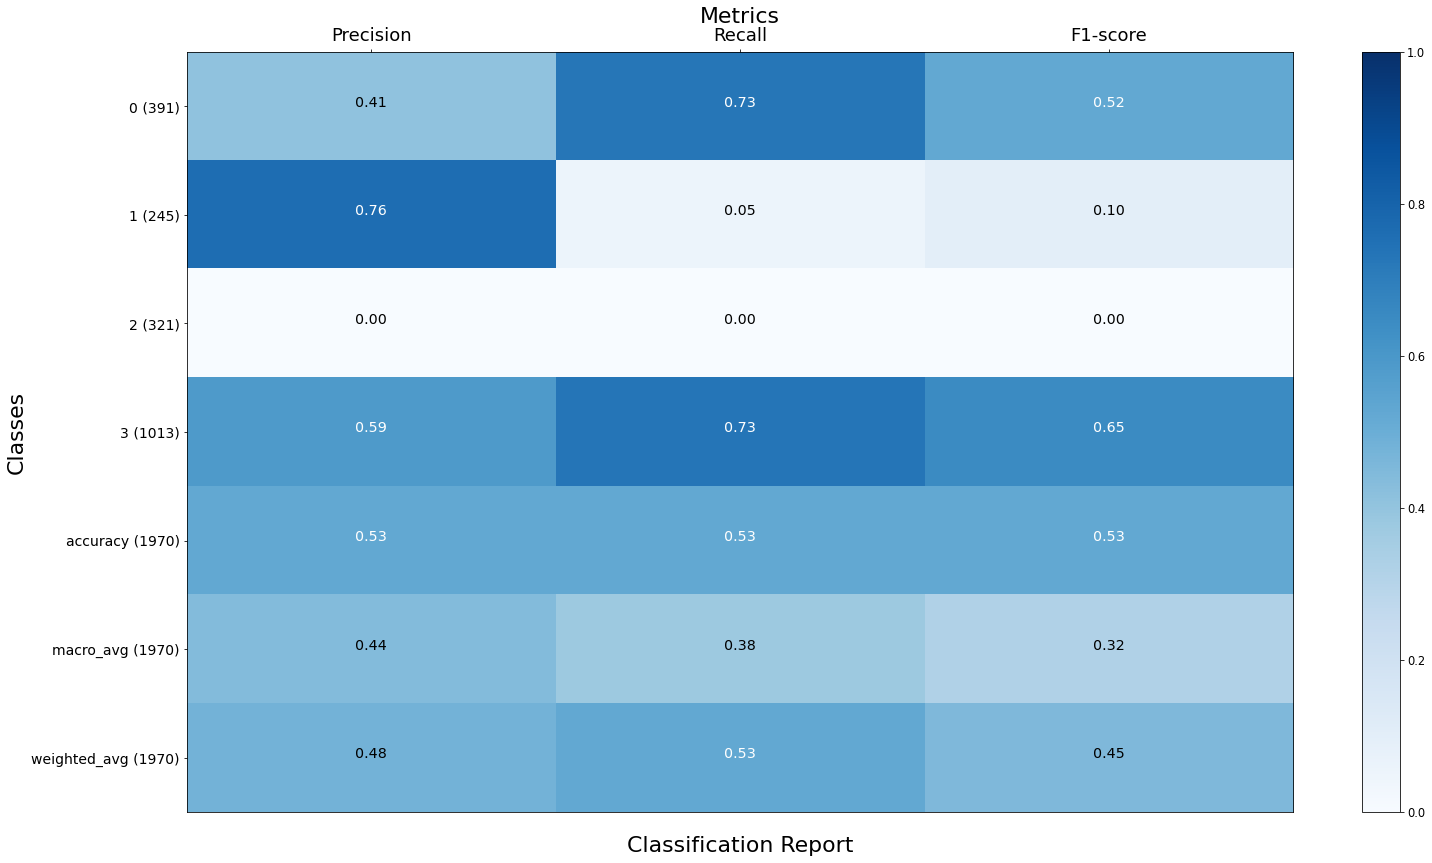 Metrics
Precision Recall F1-score
0 (391) 0.41 0.73 0.52
1 (245) 0.76 0.05 0.10
2 (321) 0.00 0.00 0.00
3 (1013) 0.59 0.73 0.65
accuracy (1970) 0.53 0.53 0.53
macro_avg (1970) 0.44 0.38 0.32
weighted_avg (1970) 0.48 0.53 0.45
Classes
Classification Report
1.0
0.8
0.6
0.4
0.2
0.0